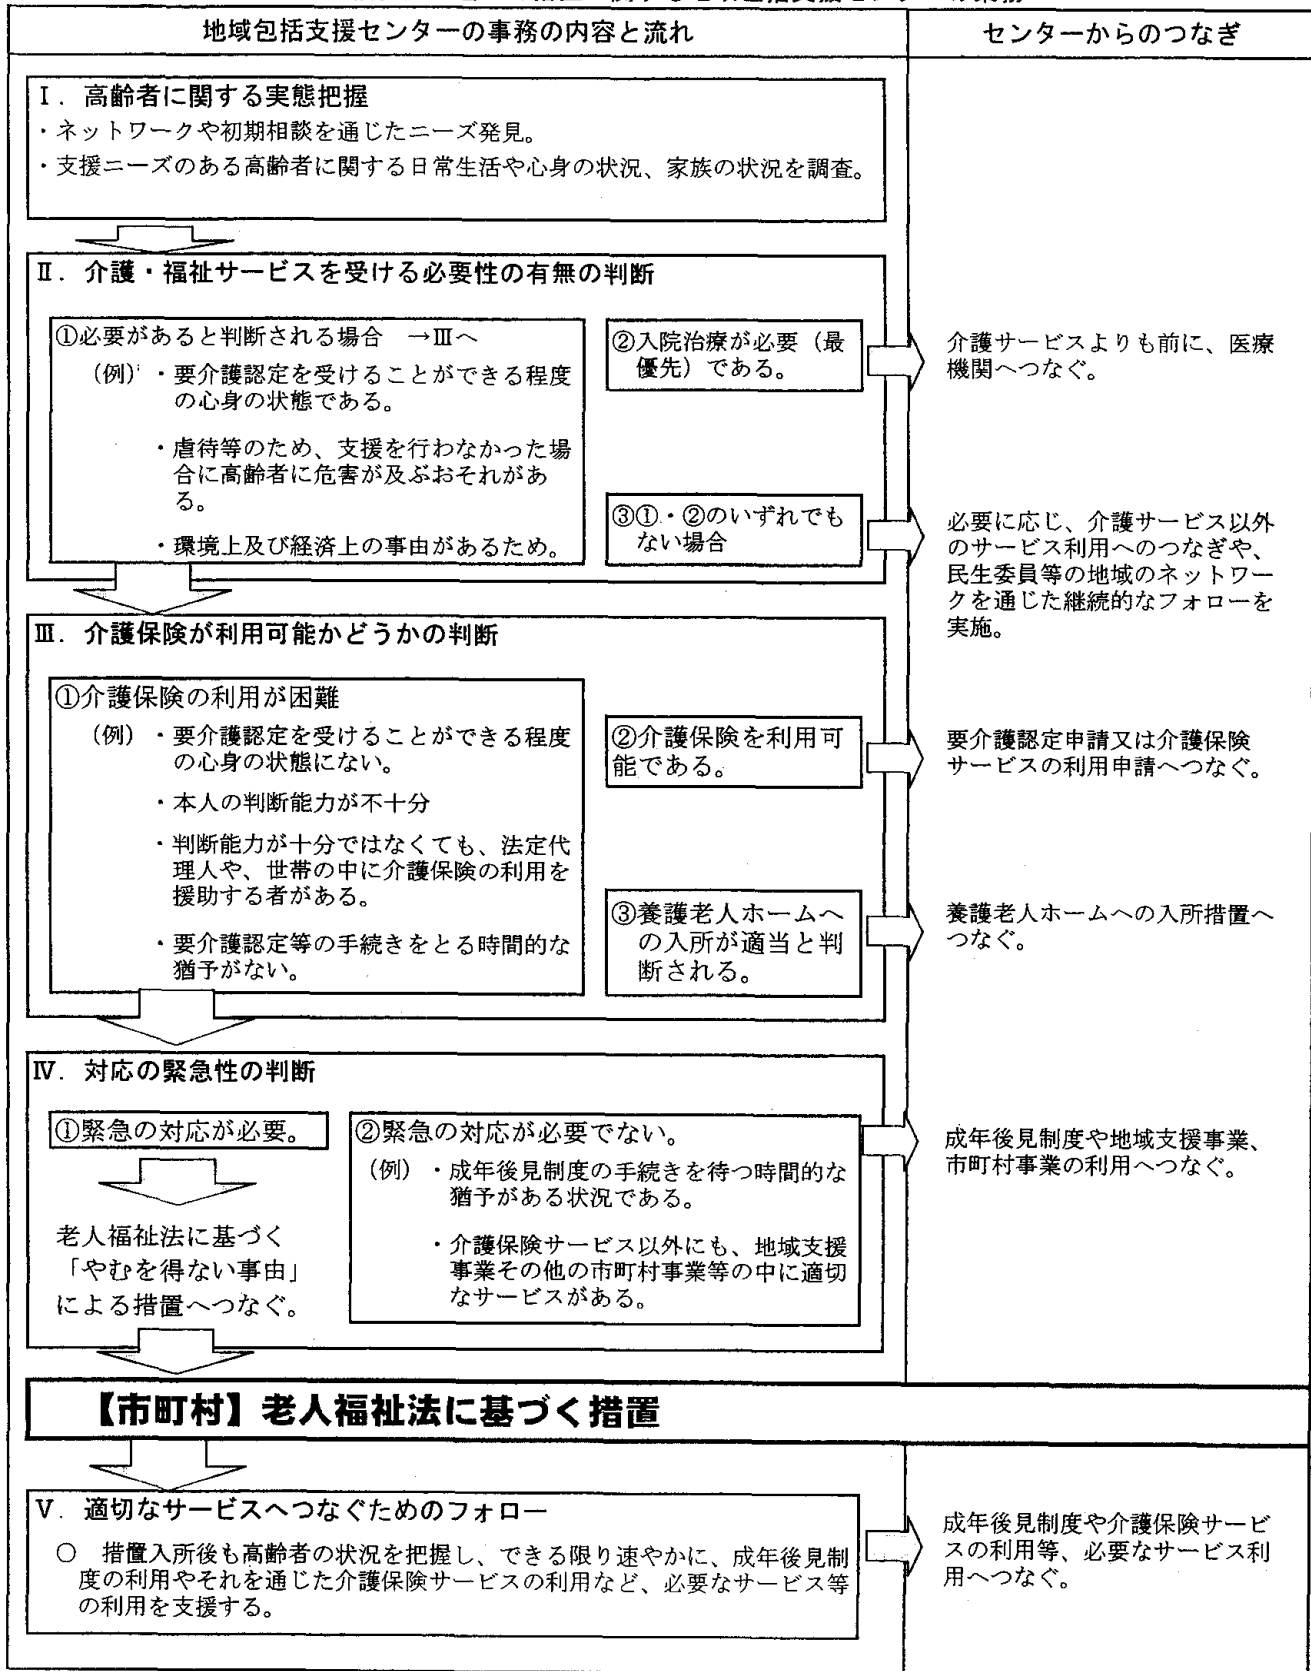 地域包括支援センターの事務の内容と流れ
センターからのつなぎ
Ⅰ．高齢者に関する実態把握
・ネットワークや初期相談を通じたニーズ発見。
・支援ニーズのある高齢者に関する日常生活や心身の状況、家族の状況を調査。
Ⅱ．介護・福祉サービスを受ける必要性の有無の判断
①必要があると判断される場合　→Ⅲへ
（例）・要介護認定を受けることができる程度
の心身の状態である。
・虐待等のため、支援を行わなかった場
合に高齢者に危害が及ぶおそれがあ
る。
・環境上及び経済上の事由があるため。
②入院治療が必要（最
優先）である。
介護サービスよりも前に、医療
機関へつなぐ。
③①・②のいずれでも
ない場合
必要に応じ、介護サービス以外
のサービス利用へのつなぎや、
民生委員等の地域のネットワー
クを通じた継続的なフォローを
実施。
Ⅲ．介護保険が利用可能かどうかの判断
①介護保険の利用が困難
（例）・要介護認定を受けることができる程度
の心身の状態にない。
・本人の判断能力が不十分
・判断能力が十分ではなくても、法定代
理人や、世帯の中に介護保険の利用を
援助する者がある。
・要介護認定等の手続きをとる時間的な
猶予がない。
②介護保険を利用可
能である。
要介護認定申請又は介護保険
サービスの利用申請へつなぐ。
③養護老人ホームへ
の入所が適当と判
断される。
養護老人ホームへの入所措置へ
つなぐ。
Ⅳ．対応の緊急性の判断
①緊急の対応が必要。
老人福祉法に基づく
「やむを得ない事由」
による措置へつなぐ。
②緊急の対応が必要でない。
（例）・成年後見制度の手続きを待つ時間的な
猶予がある状況である。
・介護保険サービス以外にも、地域支援
事業その他の市町村事業等の中に適切
なサービスがある。
成年後見制度や地域支援事業、
市町村事業の利用へつなぐ。
【市町村】老人福祉法に基づく措置
Ⅴ．適切なサービスへつなぐためのフォロー
○　措置入所後も高齢者の状況を把握し、できる限り速やかに、成年後見制
度の利用やそれを通じた介護保険サービスの利用など、必要なサービス等
の利用を支援する。
成年後見制度や介護保険サービ
スの利用等、必要なサービス利
用へつなぐ。